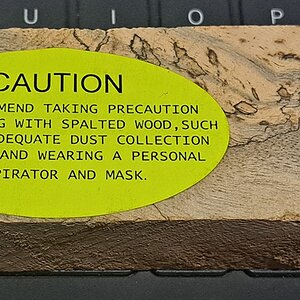 U I O P
CAUTION
MEND TAKING PRECAUTION
G WITH SPALTED WOOD,SUCH
DEQUATE DUST COLLECTION
AND WEARING A PERSONAL
PIRATOR AND MASK.